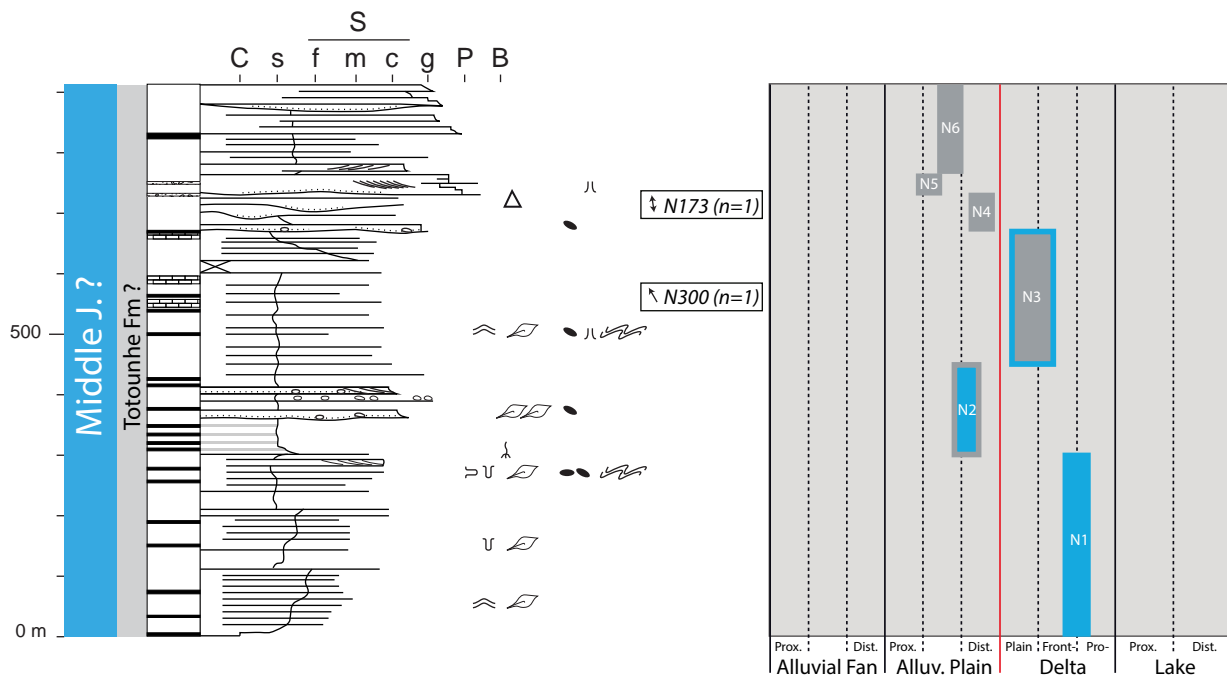 S
C s f m c g P B
Middle J. ?
Totounhe Fm ?
500
0 m
N173 (n=1)
N300 (n=1)
N6
N5
N4
N3
N2
N1
Prox. Dist. Prox. Dist. Plain Front- Pro- Prox. Dist.
Alluvial Fan Alluv. Plain Delta Lake